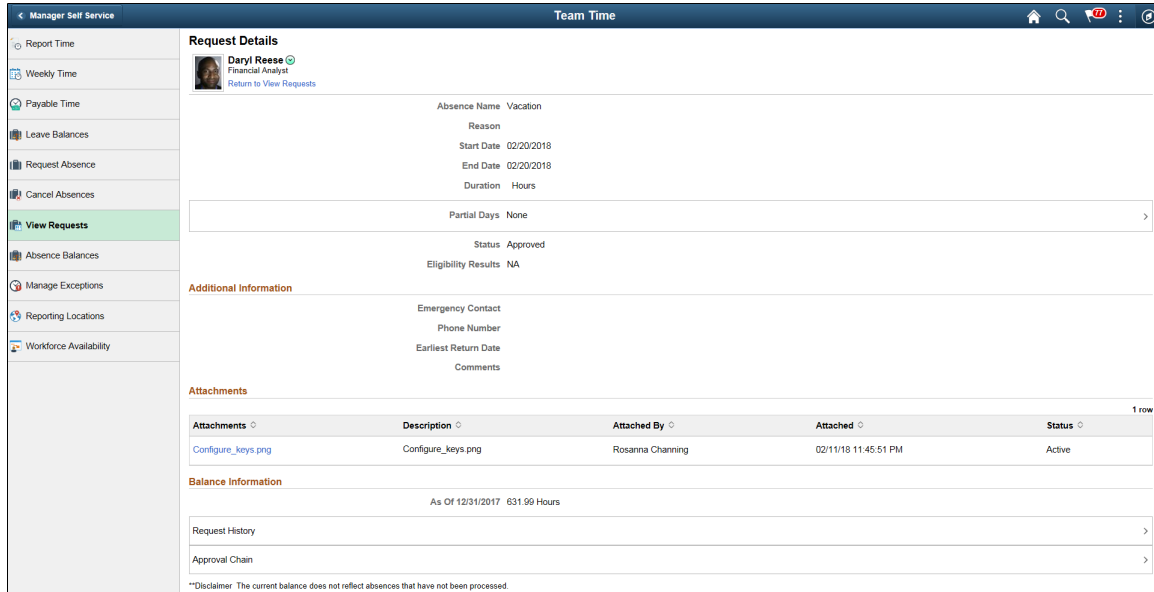 Manager Self Service
Team Time
77
Report Time
Weekly Time
Payable Time
Leave Balances
Request Absence
Cancel Absences
View Requests
Absence Balances
Manage Exceptions
Reporting Locations
Workforce Availability
Request Details
Daryl Reese
Financial Analyst
Return to View Requests
Absence Name Vacation
Reason
Start Date 02/20/2018
End Date 02/20/2018
Duration Hours
Partial Days None
Status Approved
Eligibility Results NA
Additional Information
Emergency Contact
Phone Number
Earliest Return Date
Comments
Attachments
1 row
Attachments Description Attached By Attached Status
Configure_keys.png Configure_keys.png Rosanna Channing 02/11/18 11:45:51 PM Active
Balance Information
As Of 12/31/2017 631.99 Hours
Request History
Approval Chain
**Disclaimer The current balance does not reflect absences that have not been processed.